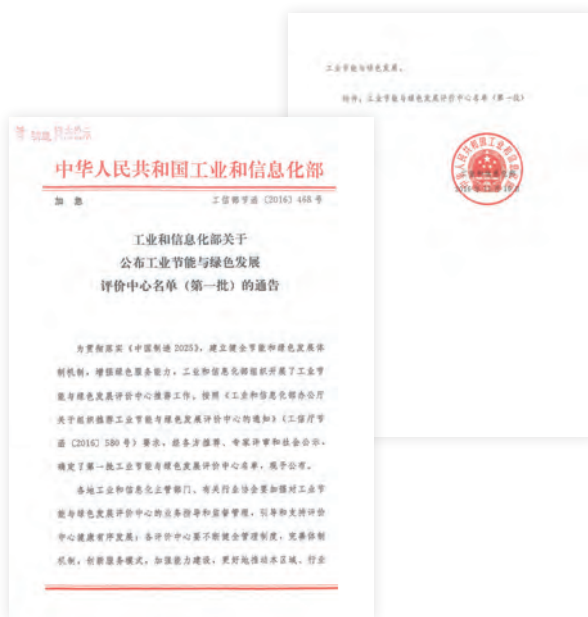 中华人民共和国工业和信息化部
加 急
工信部节函〔2016〕468号
工业和信息化部关于
公布工业节能与绿色发展
评价中心名单（第一批）的通告
为贯彻落实《中国制造2025》，建立健全节能和绿色发展体
制机制，增强绿色服务能力，工业和信息化部组织开展了工业节
能与绿色发展评价中心推荐工作。按照《工业和信息化部办公厅
关于组织推荐工业节能与绿色发展评价中心的通知》（工信厅节
函〔2016〕580号）要求，经各方推荐、专家评审和社会公示，
确定了第一批工业节能与绿色发展评价中心名单，现予公布。
各地工业和信息化主管部门、有关行业协会要加强对工业节
能与绿色发展评价中心的业务指导和监督管理，引导和支持评价
中心健康有序发展；各评价中心要不断健全管理制度，完善体制
机制，创新服务模式，加强能力建设，更好地推动本区域、行业
工业节能与绿色发展。
附件：工业节能与绿色发展评价中心名单（第一批）
中华人民共和国工业和信息化部